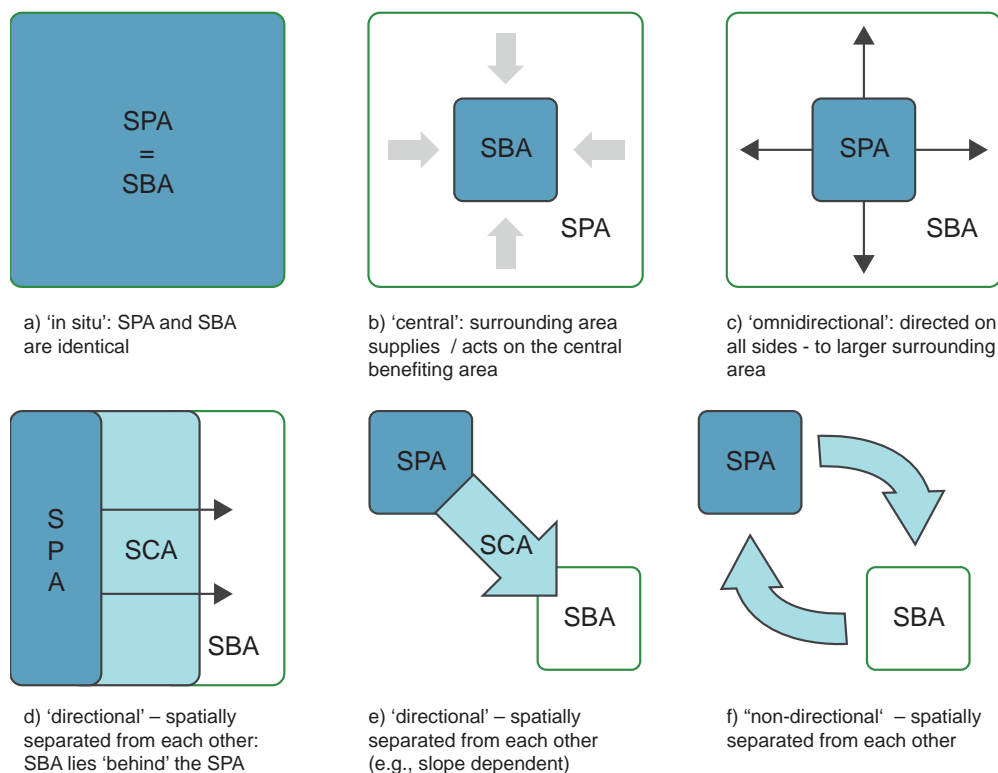 SPA
=
SBA
a) ‘in situ’: SPA and SBA
are identical
SBA
SPA
b) ‘central’: surrounding area
supplies / acts on the central
benefiting area
SPA
SBA
c) ‘omnidirectional’: directed on
all sides - to larger surrounding
area
S
P
A
SCA
SBA
d) ‘directional’ – spatially
separated from each other:
SBA lies ‘behind’ the SPA
SPA
SCA
SBA
e) ‘directional’ – spatially
separated from each other
(e.g., slope dependent)
SPA
SBA
f) “non-directional‘ – spatially
separated from each other